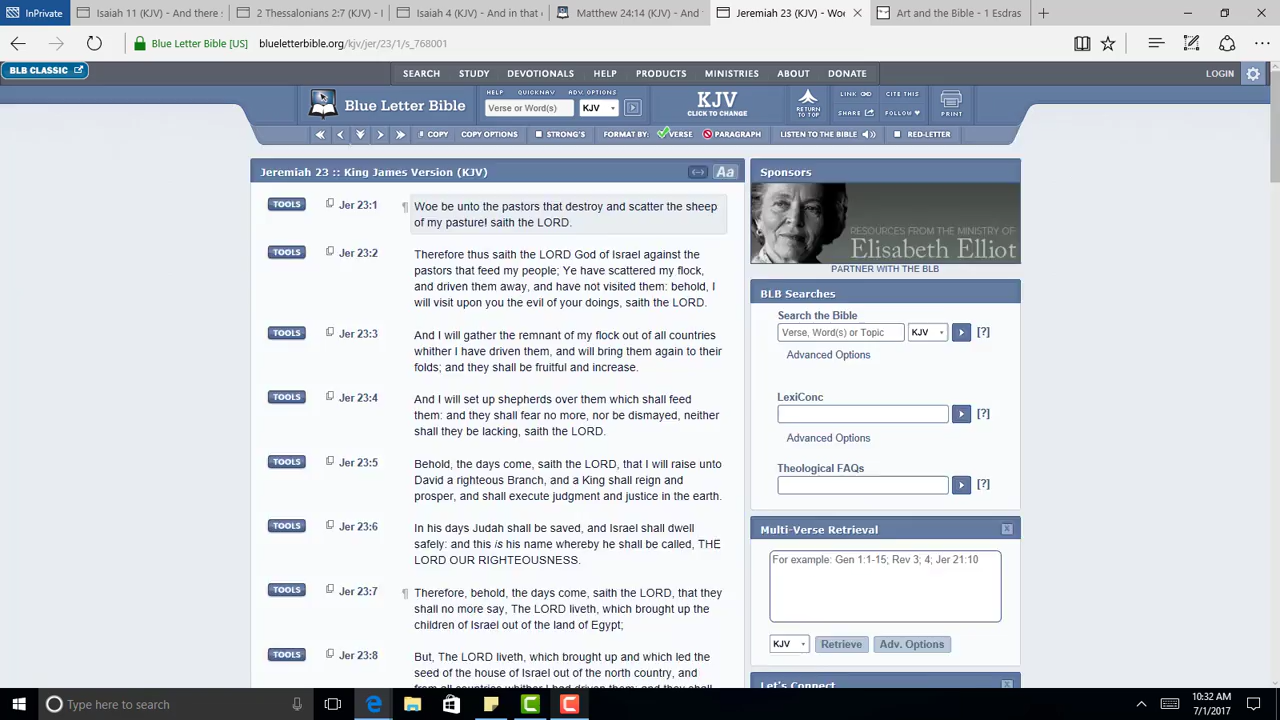 InPrivate
Isaiah 11 (KJV) - And there s
2 Thessalonians 2:7 (KJV) - I
Isaiah 4 (KJV) - And in that d
Matthew 24:14 (KJV) - And
Jeremiah 23 (KJV) - Wo
Art and the Bible - 1 Esdras
Blue Letter Bible [US]
blueletterbible.org/kjv/jer/23/1/s_768001
BLB CLASSIC
SEARCH STUDY DEVOTIONALS HELP PRODUCTS MINISTRIES ABOUT DONATE
LOGIN
Blue Letter Bible
HELP QUICKNAV ADV. OPTIONS
Verse or Word(s) KJV
KJV
CLICK TO CHANGE
RETURN
TO TOP
LINK CITE THIS
SHARE FOLLOW
PRINT
COPY COPY OPTIONS STRONG'S FORMAT BY: VERSE PARAGRAPH LISTEN TO THE BIBLE RED-LETTER
Jeremiah 23 :: King James Version (KJV)
Aa
TOOLS Jer 23:1 ¶ Woe be unto the pastors that destroy and scatter the sheep
of my pasture! saith the LORD.
TOOLS Jer 23:2 Therefore thus saith the LORD God of Israel against the
pastors that feed my people; Ye have scattered my flock,
and driven them away, and have not visited them: behold, I
will visit upon you the evil of your doings, saith the LORD.
TOOLS Jer 23:3 And I will gather the remnant of my flock out of all countries
whither I have driven them, and will bring them again to their
folds; and they shall be fruitful and increase.
TOOLS Jer 23:4 And I will set up shepherds over them which shall feed
them: and they shall fear no more, nor be dismayed, neither
shall they be lacking, saith the LORD.
TOOLS Jer 23:5 Behold, the days come, saith the LORD, that I will raise unto
David a righteous Branch, and a King shall reign and
prosper, and shall execute judgment and justice in the earth.
TOOLS Jer 23:6 In his days Judah shall be saved, and Israel shall dwell
safely: and this is his name whereby he shall be called, THE
LORD OUR RIGHTEOUSNESS.
TOOLS Jer 23:7 ¶ Therefore, behold, the days come, saith the LORD, that they
shall no more say, The LORD liveth, which brought up the
children of Israel out of the land of Egypt;
TOOLS Jer 23:8 But, The LORD liveth, which brought up and which led the
seed of the house of Israel out of the north country, and
from all countries whither I had driven them; and they shall
Sponsors
RESOURCES FROM THE MINISTRY OF
Elisabeth Elliot
PARTNER WITH THE BLB
BLB Searches
Search the Bible
Verse, Word(s) or Topic KJV [?]
Advanced Options
LexiConc
[?]
Advanced Options
Theological FAQs
[?]
Multi-Verse Retrieval
For example: Gen 1:1-15; Rev 3; 4; Jer 21:10
KJV Retrieve Adv. Options
Let's Connect
Type here to search
10:32 AM
7/1/2017